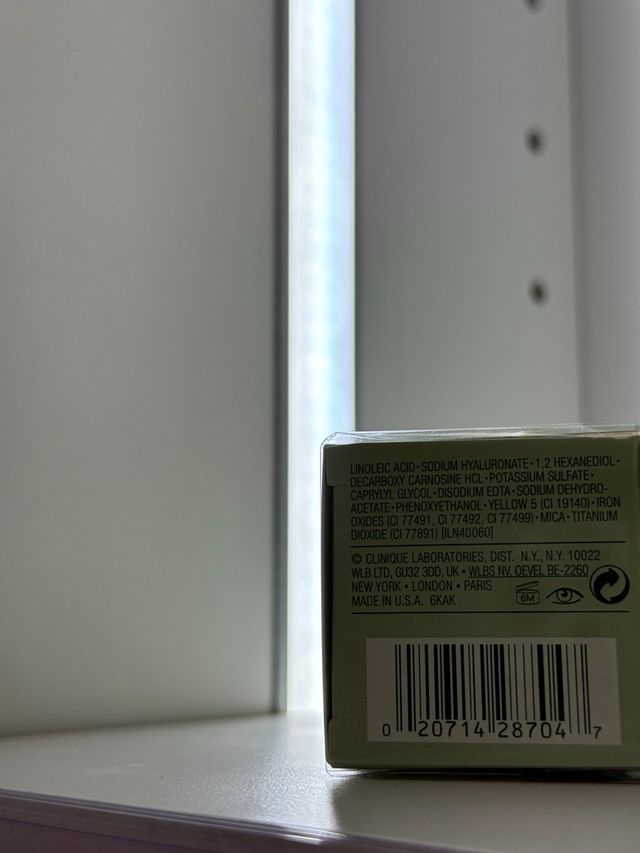 LINOLEIC ACID • SODIUM HYALURONATE • 1,2 HEXANEDIOL •
DECARBOXY CARNOSINE HCL • POTASSIUM SULFATE •
CAPRYLYL GLYCOL • DISODIUM EDTA • SODIUM DEHYDRO-
ACETATE • PHENOXYETHANOL • YELLOW 5 (CI 19140) • IRON
OXIDES (CI 77491, CI 77492, CI 77499) • MICA • TITANIUM
DIOXIDE (CI 77891) [ILN40060]
© CLINIQUE LABORATORIES, DIST. N.Y., N.Y. 10022
WLB LTD, GU32 3DD, UK • WLBS NV, OEVEL BE-2260
NEW YORK • LONDON • PARIS
MADE IN U.S.A. 6KAK
6M
0 20714 28704 7